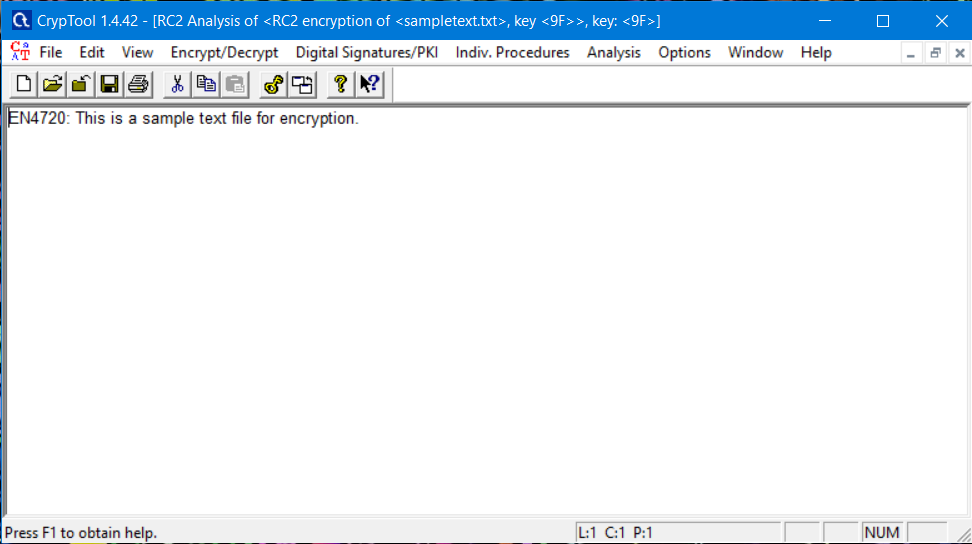 CrypTool 1.4.42 - [RC2 Analysis of <RC2 encryption of <sampletext.txt>, key <9F>>, key: <9F>]
File Edit View Encrypt/Decrypt Digital Signatures/PKI Indiv. Procedures Analysis Options Window Help
EN4720: This is a sample text file for encryption.
Press F1 to obtain help. L:1 C:1 P:1 NUM